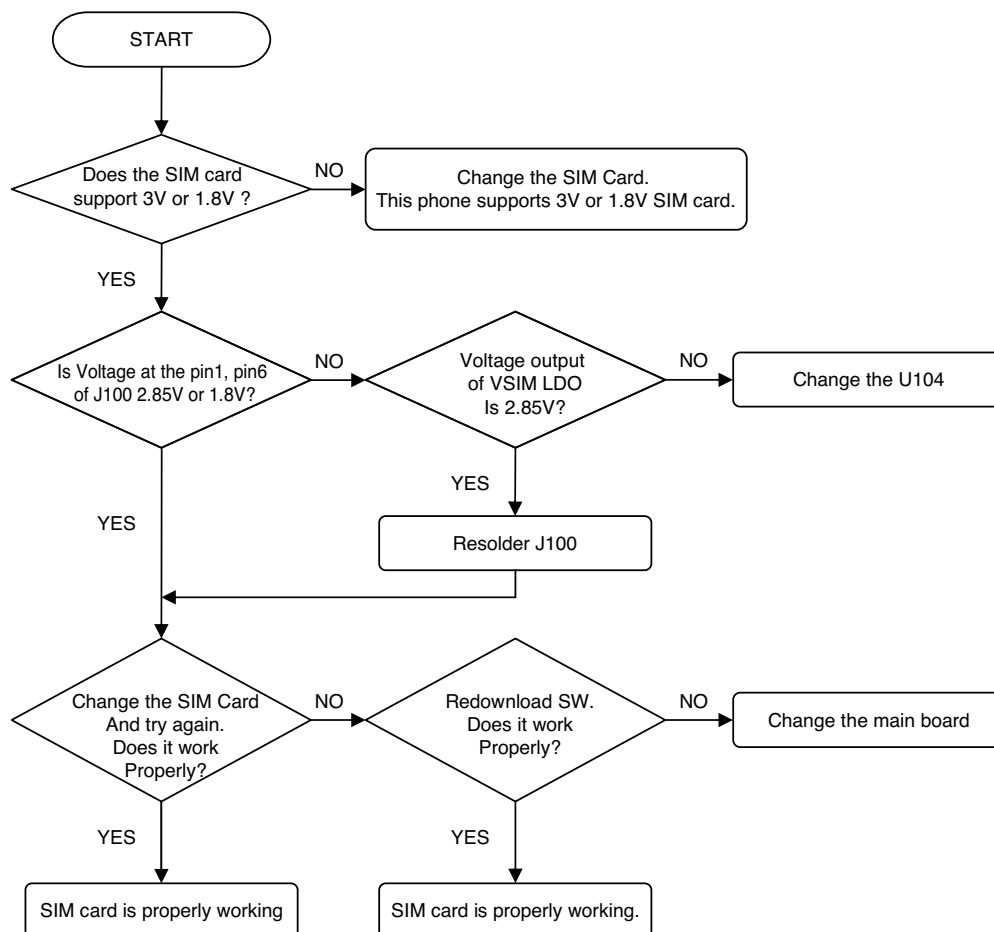 START
Does the SIM card
support 3V or 1.8V ?
NO
Change the SIM Card.
This phone supports 3V or 1.8V SIM card.
YES
Is Voltage at the pin1, pin6
of J100 2.85V or 1.8V?
NO
Voltage output
of VSIM LDO
Is 2.85V?
NO
Change the U104
YES
YES
Resolder J100
Change the SIM Card
And try again.
Does it work
Properly?
NO
Redownload SW.
Does it work
Properly?
NO
Change the main board
YES
YES
SIM card is properly working
SIM card is properly working.